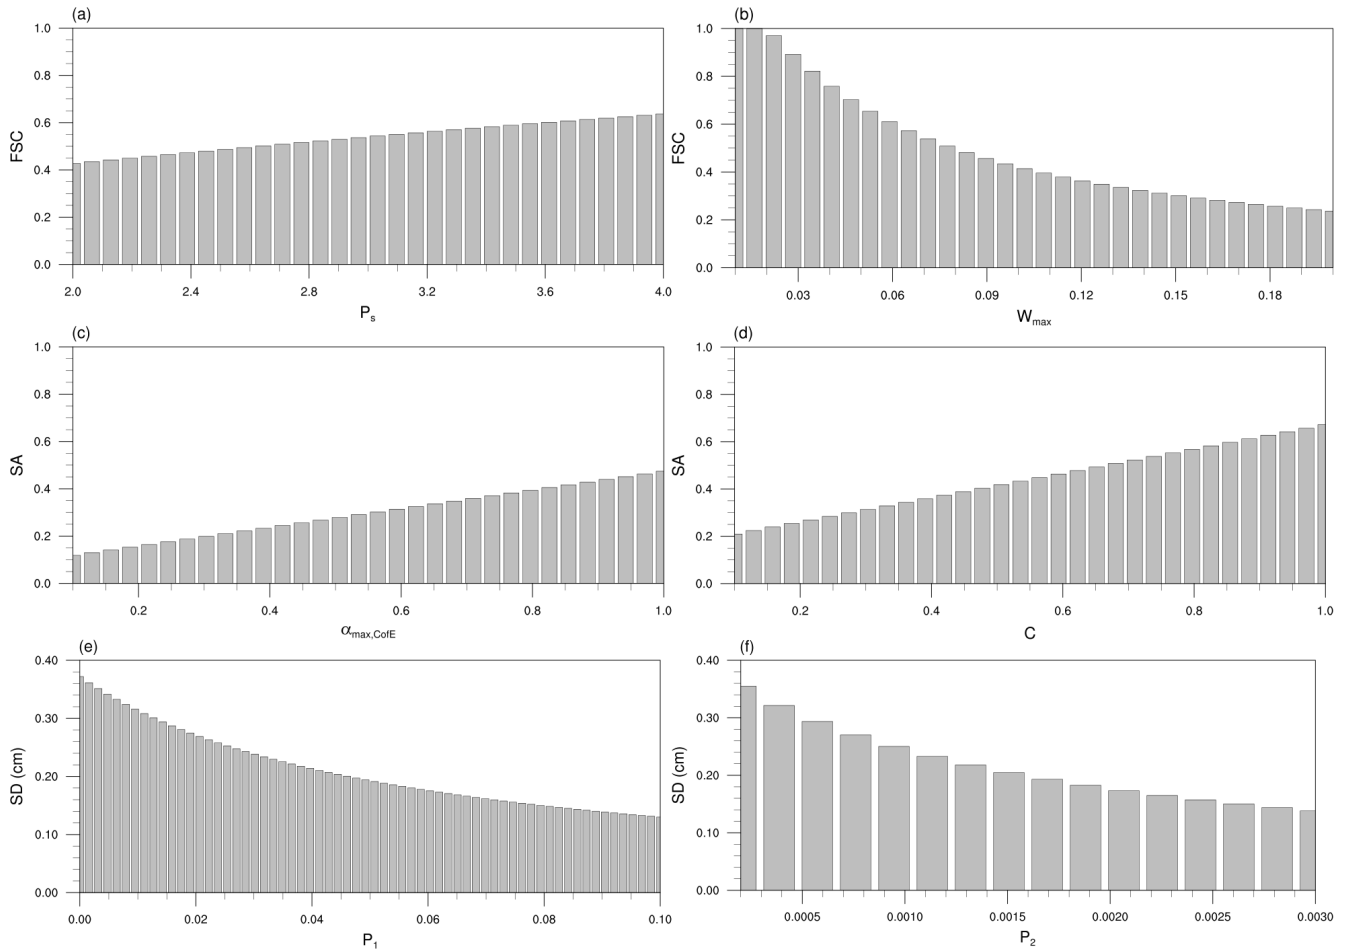 (a)
1.0
0.8
0.6
0.4
0.2
0.0
FSC
2.0 2.4 2.8 3.2 3.6 4.0
Ps
(b)
1.0
0.8
0.6
0.4
0.2
0.0
FSC
0.03 0.06 0.09 0.12 0.15 0.18
Wmax
(c)
1.0
0.8
0.6
0.4
0.2
0.0
SA
0.2 0.4 0.6 0.8 1.0
αmax,CofE
(d)
1.0
0.8
0.6
0.4
0.2
0.0
SA
0.2 0.4 0.6 0.8 1.0
C
(e)
0.40
0.30
0.20
0.10
0.00
SD (cm)
0.00 0.02 0.04 0.06 0.08 0.10
P1
(f)
0.40
0.30
0.20
0.10
0.00
SD (cm)
0.0005 0.0010 0.0015 0.0020 0.0025 0.0030
P2